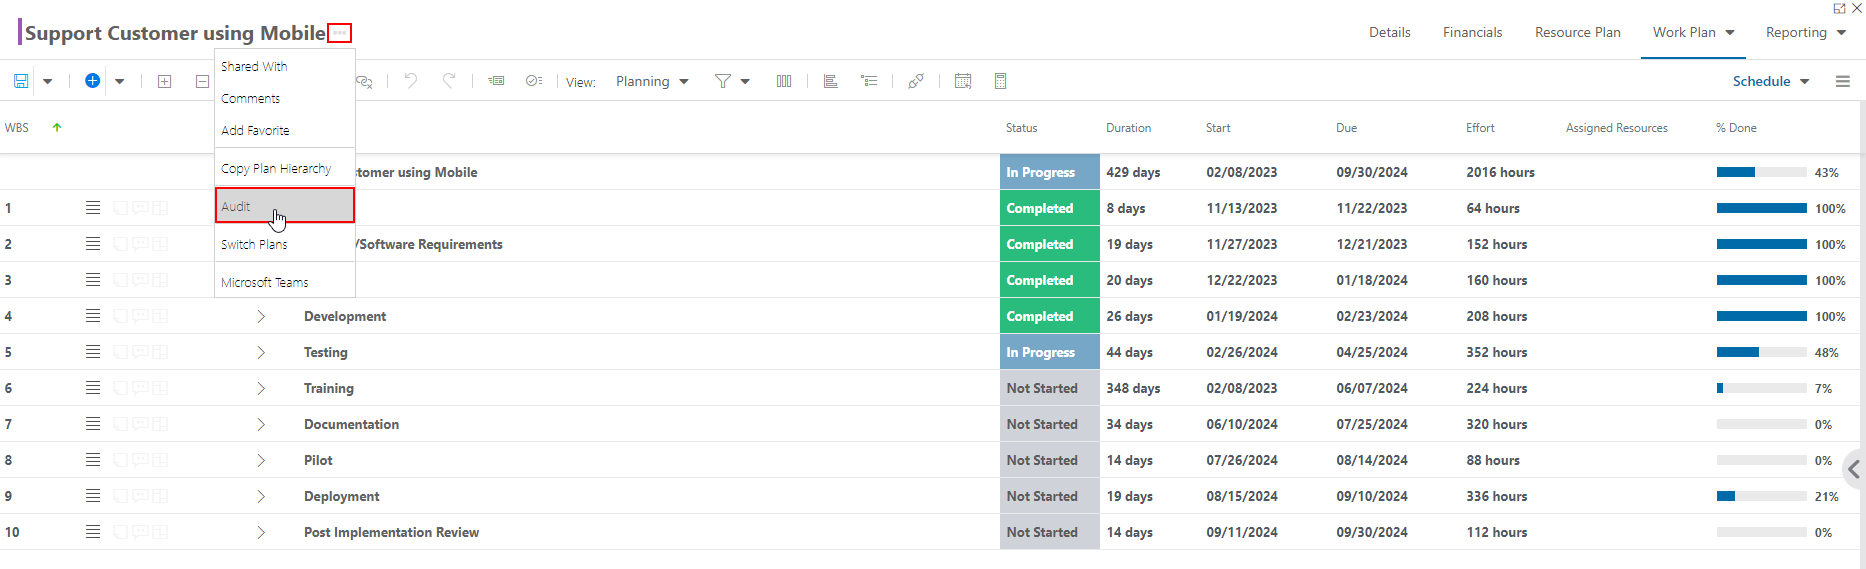 Support Customer using Mobile
Details Financials Resource Plan Work Plan Reporting
Shared With
Comments
Add Favorite
Copy Plan Hierarchy
Audit
Switch Plans
Microsoft Teams
View: Planning Schedule
WBS Status Duration Start Due Effort Assigned Resources % Done
stomer using Mobile In Progress 429 days 02/08/2023 09/30/2024 2016 hours 43%
1 Completed 8 days 11/13/2023 11/22/2023 64 hours 100%
2 /Software Requirements Completed 19 days 11/27/2023 12/21/2023 152 hours 100%
3 Completed 20 days 12/22/2023 01/18/2024 160 hours 100%
4 Development Completed 26 days 01/19/2024 02/23/2024 208 hours 100%
5 Testing In Progress 44 days 02/26/2024 04/25/2024 352 hours 48%
6 Training Not Started 348 days 02/08/2023 06/07/2024 224 hours 7%
7 Documentation Not Started 34 days 06/10/2024 07/25/2024 320 hours 0%
8 Pilot Not Started 14 days 07/26/2024 08/14/2024 88 hours 0%
9 Deployment Not Started 19 days 08/15/2024 09/10/2024 336 hours 21%
10 Post Implementation Review Not Started 14 days 09/11/2024 09/30/2024 112 hours 0%